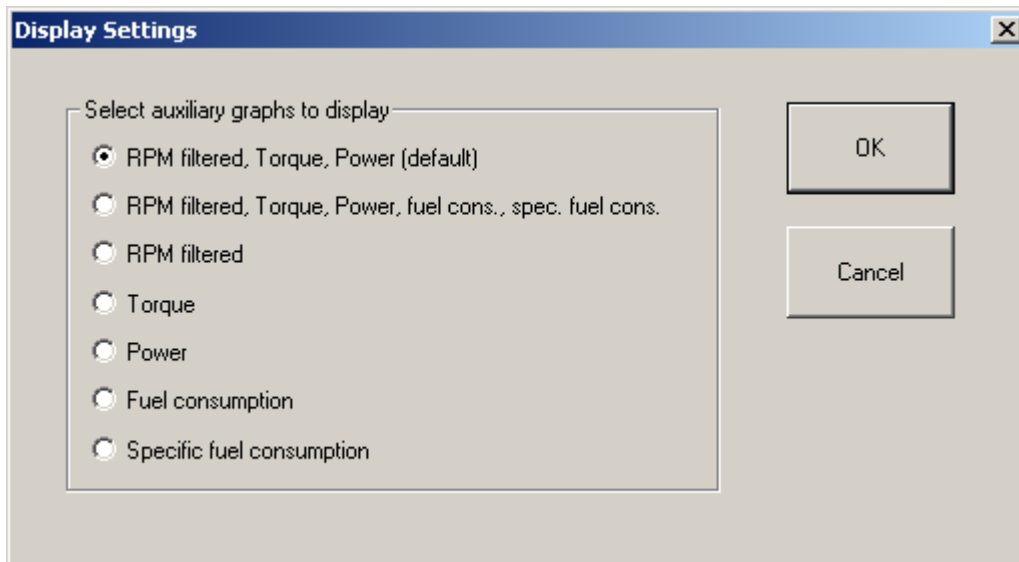 Display Settings
Select auxiliary graphs to display
RPM filtered, Torque, Power (default)
RPM filtered, Torque, Power, fuel cons., spec. fuel cons.
RPM filtered
Torque
Power
Fuel consumption
Specific fuel consumption
OK
Cancel